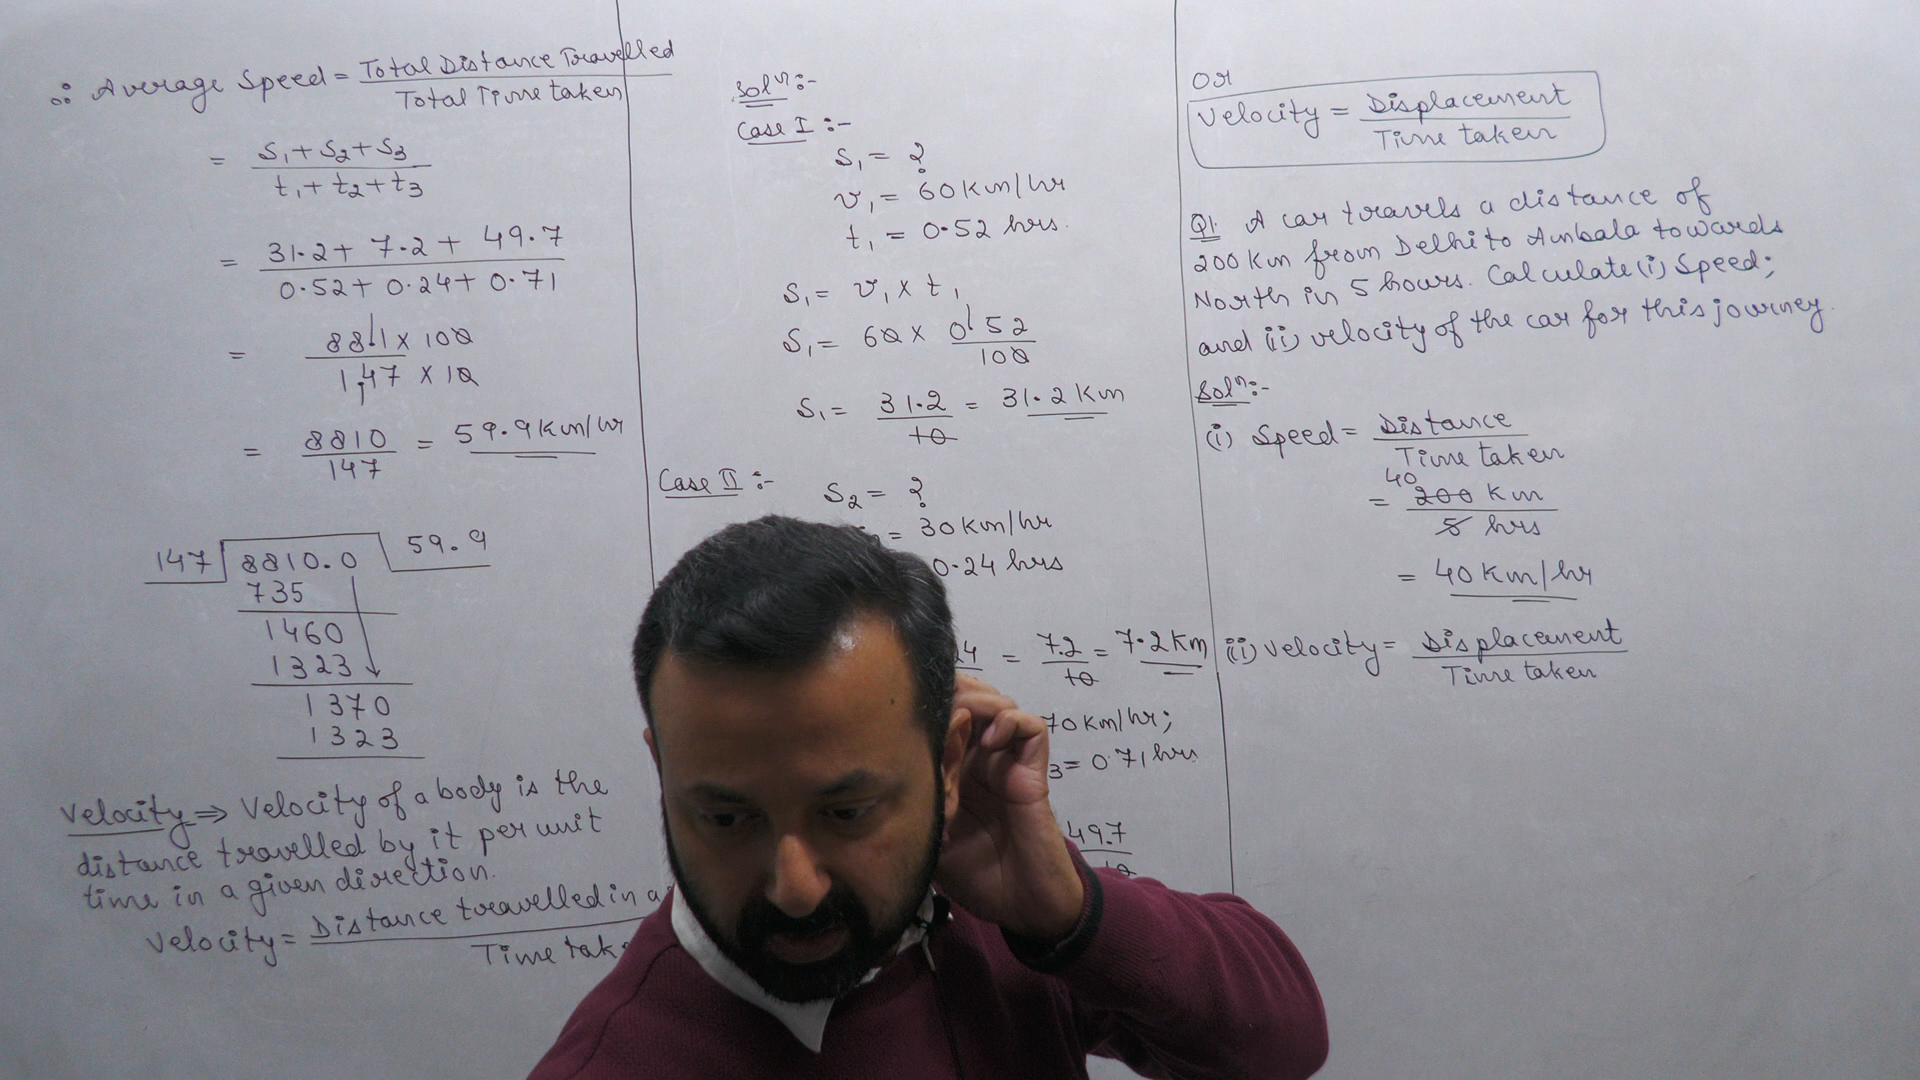 ∴ Average Speed = Total Distance Travelled
Total Time taken
= S₁ + S₂ + S₃
t₁ + t₂ + t₃
= 31.2 + 7.2 + 49.7
0.52 + 0.24 + 0.71
= 881 x 100
147 x 10
= 8810 = 59.9 Km/hr
147
147 8810.0 59.9
735
1460
1323
1370
1323
Velocity ⇒ Velocity of a body is the
distance travelled by it per unit
time in a given direction.
Velocity = Distance travelled in a
Time
Solⁿ:-
Case I :-
S₁ = ?
v₁ = 60 Km/hr
t₁ = 0.52 hrs.
S₁ = v₁ x t₁
S₁ = 60 x 0 52
100
S₁ = 31.2 = 31.2 Km
10
Case II :-
S₂ = ?
= 30 Km/hr
0.24 hrs
24 = 7.2 = 7.2 Km
10
70 Km/hr;
3 = 0.71 hrs
49.7
Or
Velocity = Displacement
Time taken
Q1. A car travels a distance of
200 Km from Delhi to Ambala towards
North in 5 hours. Calculate (i) Speed;
and (ii) velocity of the car for this journey.
Solⁿ:-
(i) Speed = Distance
Time taken
40
= 200 Km
5 hrs
= 40 Km/hr
(ii) Velocity = Displacement
Time taken